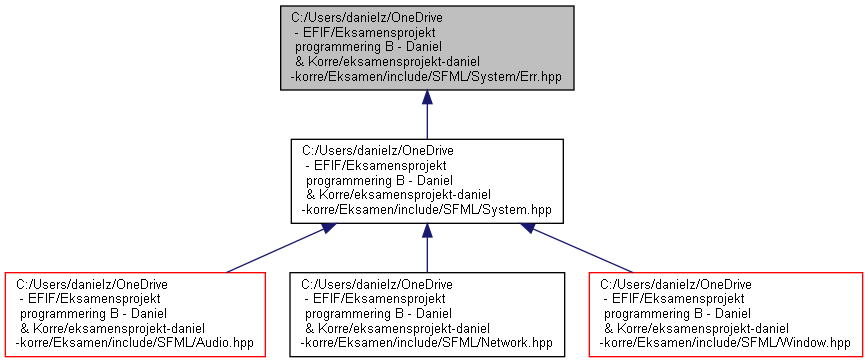 C:/Users/danielz/OneDrive
- EFIF/Eksamensprojekt
programmering B - Daniel
& Korre/eksamensprojekt-daniel
-korre/Eksamen/include/SFML/System/Err.hpp
C:/Users/danielz/OneDrive
- EFIF/Eksamensprojekt
programmering B - Daniel
& Korre/eksamensprojekt-daniel
-korre/Eksamen/include/SFML/System.hpp
C:/Users/danielz/OneDrive
- EFIF/Eksamensprojekt
programmering B - Daniel
& Korre/eksamensprojekt-daniel
-korre/Eksamen/include/SFML/Audio.hpp
C:/Users/danielz/OneDrive
- EFIF/Eksamensprojekt
programmering B - Daniel
& Korre/eksamensprojekt-daniel
-korre/Eksamen/include/SFML/Network.hpp
C:/Users/danielz/OneDrive
- EFIF/Eksamensprojekt
programmering B - Daniel
& Korre/eksamensprojekt-daniel
-korre/Eksamen/include/SFML/Window.hpp